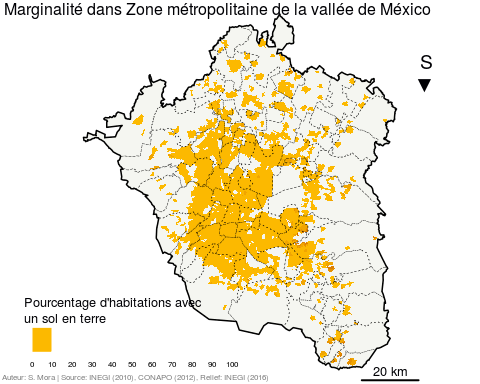 Marginalité dans Zone métropolitaine de la vallée de México
S
Pourcentage d'habitations avec
un sol en terre
0 10 20 30 40 50 60 70 80 90 100
20 km
Auteur: S. Mora | Source: INEGI (2010), CONAPO (2012), Relief: INEGI (2016)